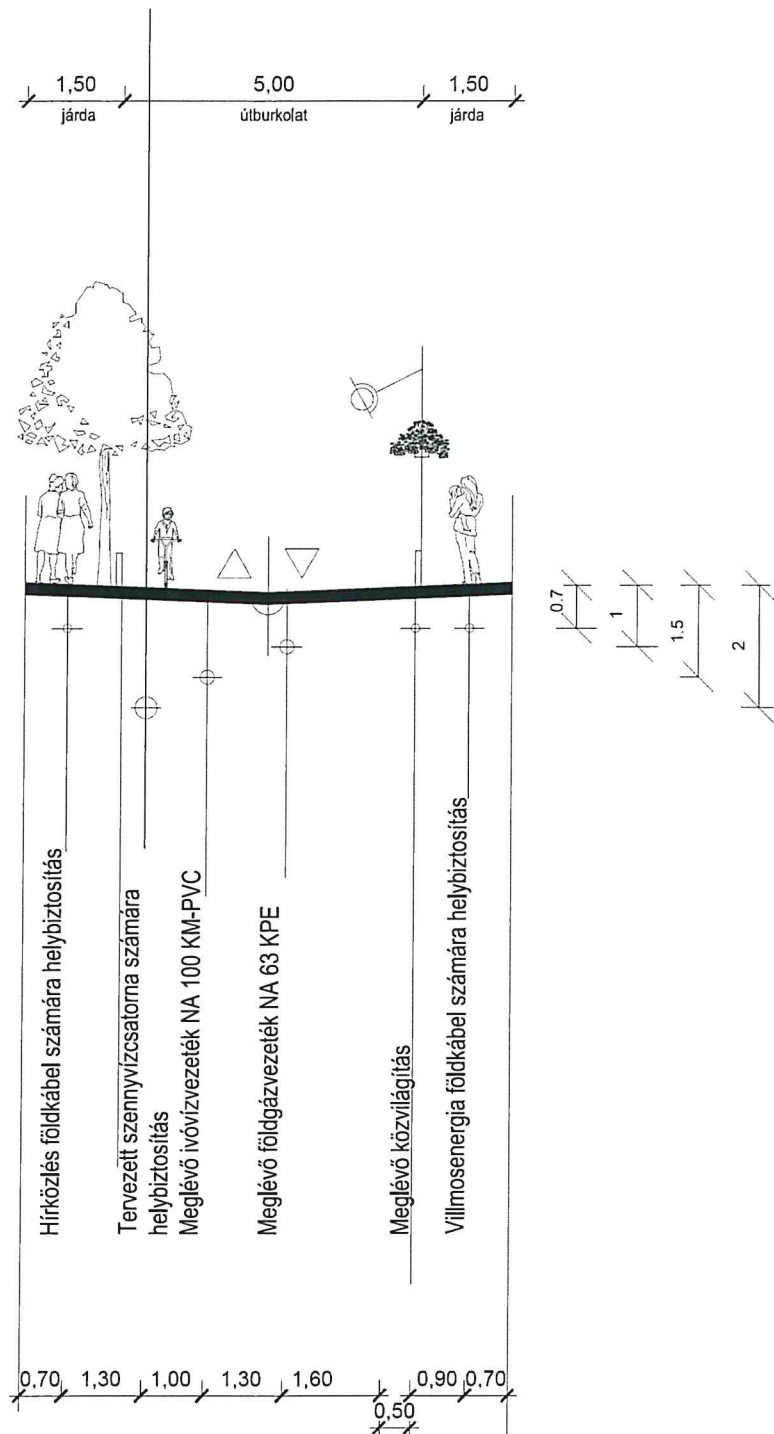 1,50
5,00
1,50
járda
útburkolat
járda
0.7
1
1.5
2
Hírközlés földkábel számára helybiztosítás
Tervezett szennyvízcsatorna számára
helybiztosítás
Meglévő ivóvízvezeték NA 100 KM-PVC
Meglévő földgázvezeték NA 63 KPE
Meglévő közvilágítás
Villmosenergia földkábel számára helybiztosítás
0,70
1,30
1,00
1,30
1,60
0,90
0,70
0,50